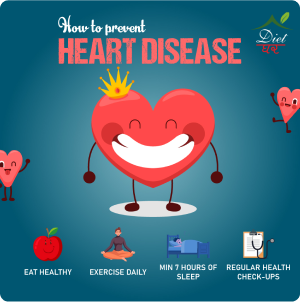 How to prevent
HEART DISEASE
Diet
घर
EAT HEALTHY
EXERCISE DAILY
MIN 7 HOURS OF
SLEEP
REGULAR HEALTH
CHECK-UPS